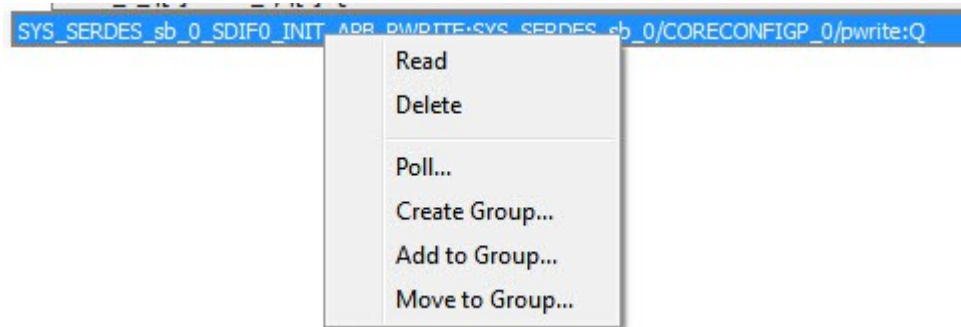 SYS_SERDES_sb_0_SDIF0_INIT_APB_PWRITE:SYS_SERDES_sb_0/CORECONFIGP_0/pwrite:Q
Read
Delete
Poll...
Create Group...
Add to Group...
Move to Group...